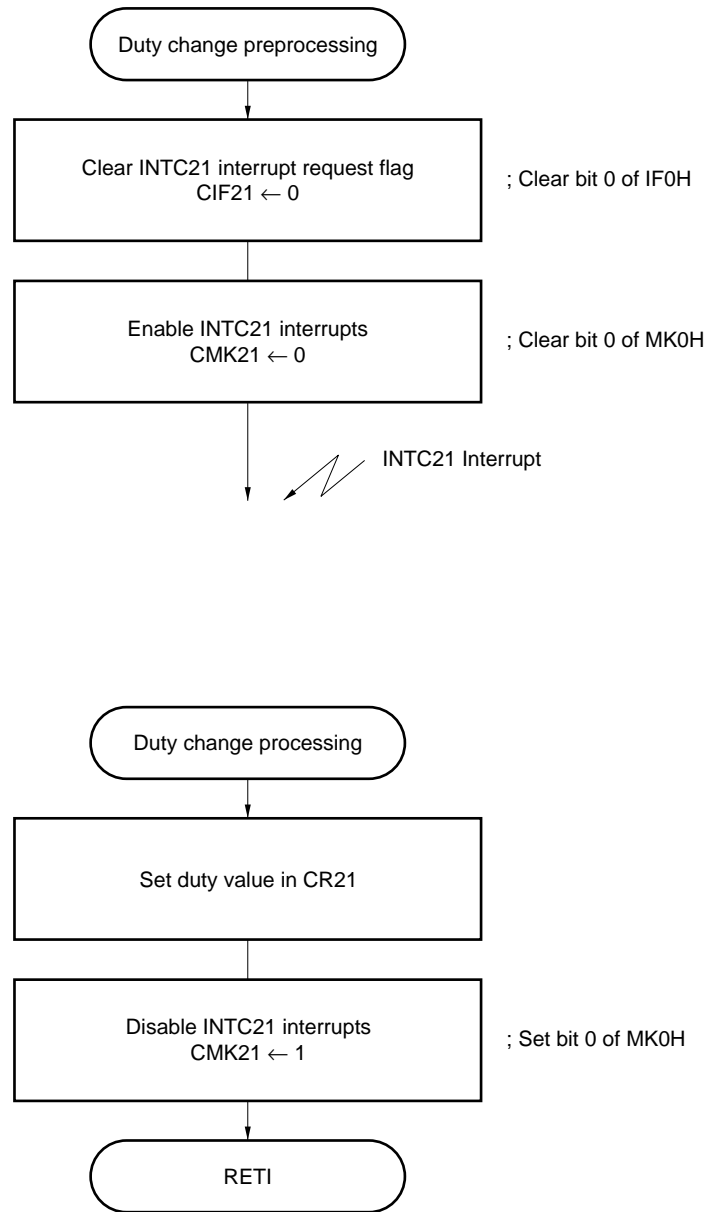 Duty change preprocessing
Clear INTC21 interrupt request flag
CIF21 ← 0
; Clear bit 0 of IF0H
Enable INTC21 interrupts
CMK21 ← 0
; Clear bit 0 of MK0H
INTC21 Interrupt
Duty change processing
Set duty value in CR21
Disable INTC21 interrupts
CMK21 ← 1
; Set bit 0 of MK0H
RETI